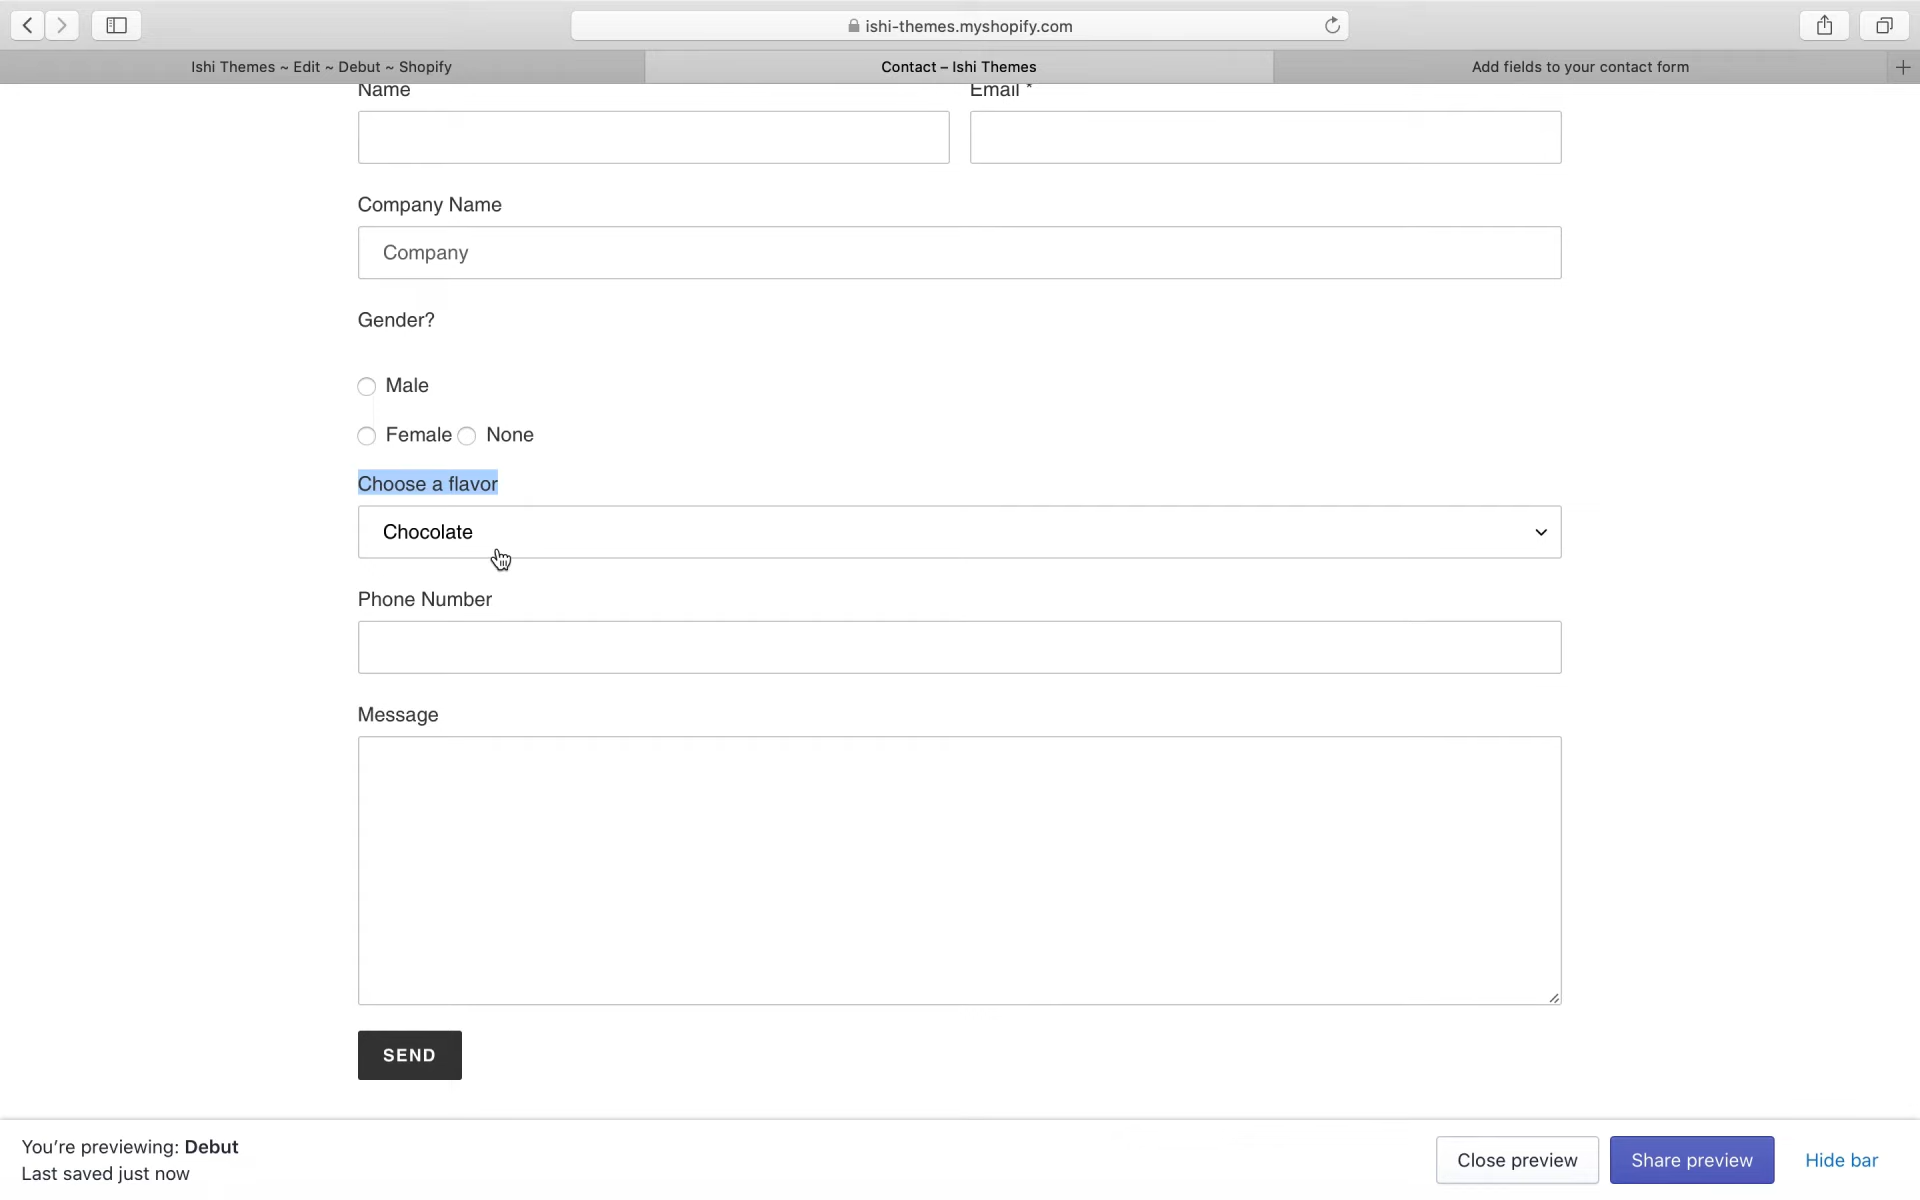 ishi-themes.myshopify.com
Ishi Themes ~ Edit ~ Debut ~ Shopify
Contact – Ishi Themes
Add fields to your contact form
Name
Email *
Company Name
Company
Gender?
Male
Female
None
Choose a flavor
Chocolate
Phone Number
Message
SEND
You're previewing: Debut
Last saved just now
Close preview
Share preview
Hide bar